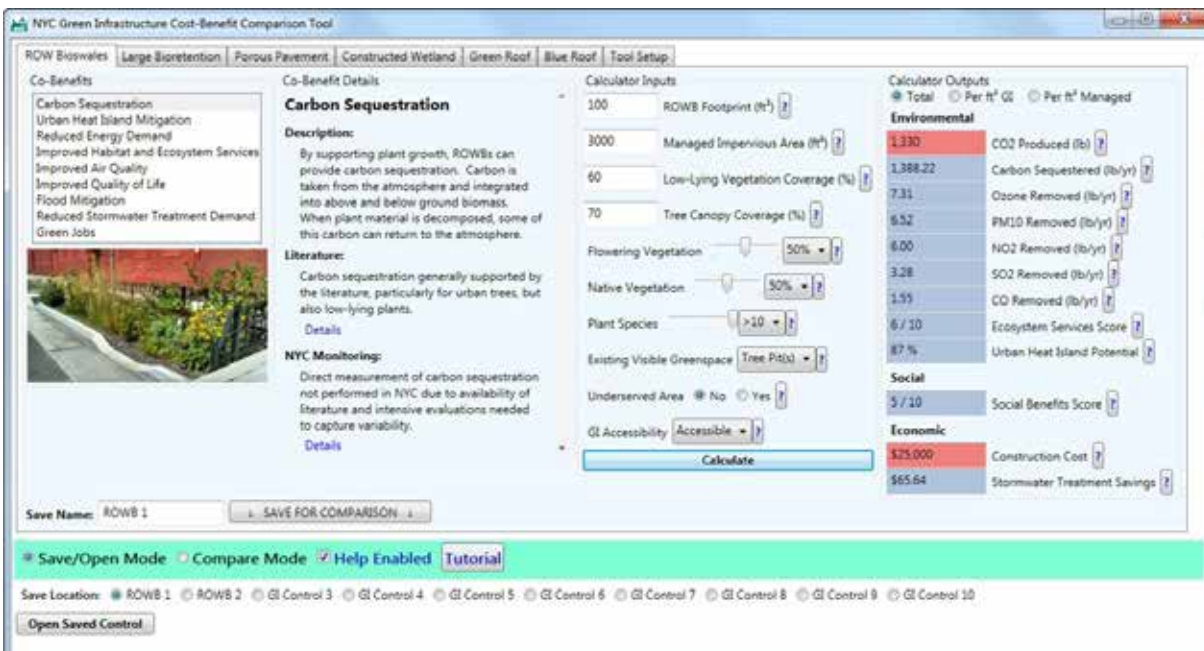 NYC Green Infrastructure Cost-Benefit Comparison Tool
ROW Bioswales Large Bioretention Porous Pavement Constructed Wetland Green Roof Blue Roof Tool Setup
Co-Benefits
Carbon Sequestration
Urban Heat Island Mitigation
Reduced Energy Demand
Improved Habitat and Ecosystem Services
Improved Air Quality
Improved Quality of Life
Flood Mitigation
Reduced Stormwater Treatment Demand
Green Jobs
Co-Benefit Details
Carbon Sequestration
Description:
By supporting plant growth, ROWBs can
provide carbon sequestration. Carbon is
taken from the atmosphere and integrated
into above and below ground biomass.
When plant material is decomposed, some of
this carbon can return to the atmosphere.
Literature:
Carbon sequestration generally supported by
the literature, particularly for urban trees, but
also low-lying plants.
Details
NYC Monitoring:
Direct measurement of carbon sequestration
not performed in NYC due to availability of
literature and intensive evaluations needed
to capture variability.
Details
Calculator Inputs
100 ROWB Footprint (ft²) ?
3000 Managed Impervious Area (ft²) ?
60 Low-Lying Vegetation Coverage (%) ?
70 Tree Canopy Coverage (%) ?
Flowering Vegetation 50% ?
Native Vegetation 50% ?
Plant Species >10 ?
Existing Visible Greenspace Tree Pit(s) ?
Underserved Area No Yes ?
GI Accessibility Accessible ?
Calculate
Calculator Outputs
Total Per ft² GI Per ft² Managed
Environmental
1,330 CO2 Produced (lb) ?
1,388.22 Carbon Sequestered (lb/yr) ?
7.31 Ozone Removed (lb/yr) ?
6.52 PM10 Removed (lb/yr) ?
6.00 NO2 Removed (lb/yr) ?
3.28 SO2 Removed (lb/yr) ?
1.55 CO Removed (lb/yr) ?
6 / 10 Ecosystem Services Score ?
87 % Urban Heat Island Potential ?
Social
5 / 10 Social Benefits Score ?
Economic
$25,000 Construction Cost ?
$65.64 Stormwater Treatment Savings ?
Save Name: ROWB 1 ↓ SAVE FOR COMPARISON ↓
Save/Open Mode Compare Mode Help Enabled Tutorial
Save Location: ROWB 1 ROWB 2 GI Control 3 GI Control 4 GI Control 5 GI Control 6 GI Control 7 GI Control 8 GI Control 9 GI Control 10
Open Saved Control